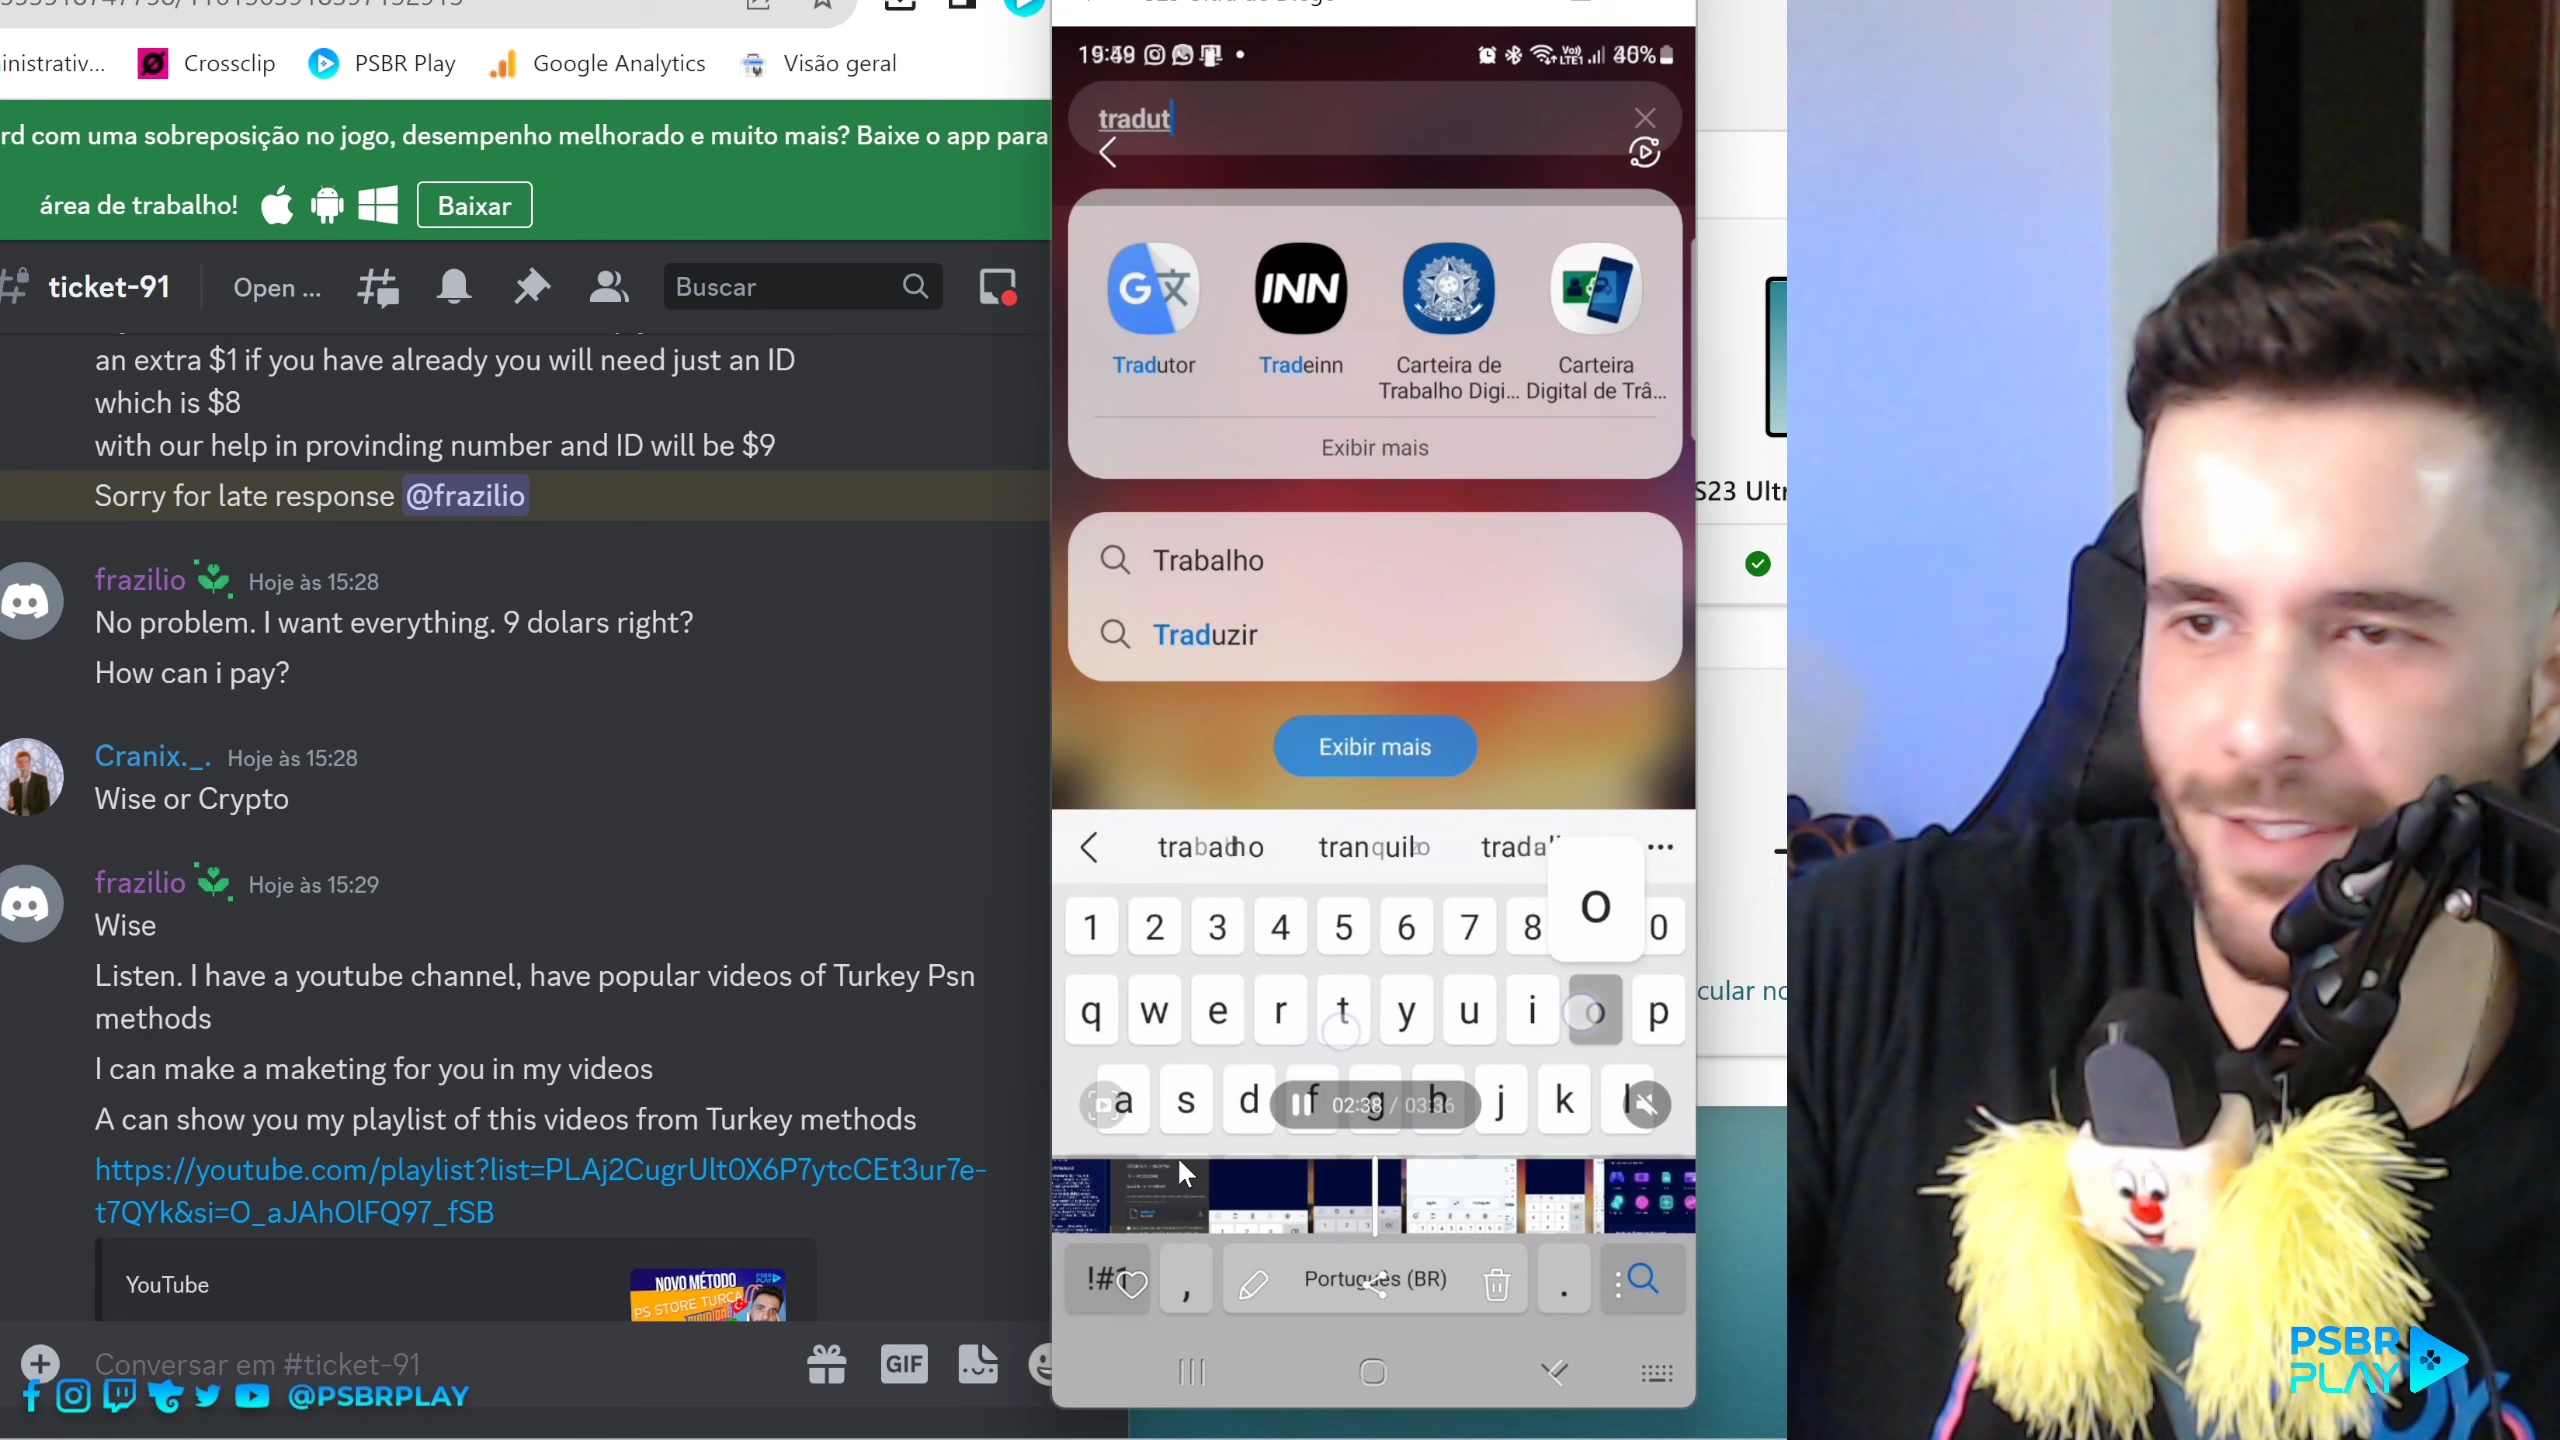 inistrativ...
Crossclip
PSBR Play
Google Analytics
Visão geral
rd com uma sobreposição no jogo, desempenho melhorado e muito mais? Baixe o app para
área de trabalho!
Baixar
ticket-91
Open ...
Buscar
an extra $1 if you have already you will need just an ID
which is $8
with our help in provinding number and ID will be $9
Sorry for late response @frazilio
frazilio
Hoje às 15:28
No problem. I want everything. 9 dolars right?
How can i pay?
Cranix._.
Hoje às 15:28
Wise or Crypto
frazilio
Hoje às 15:29
Wise
Listen. I have a youtube channel, have popular videos of Turkey Psn
methods
I can make a maketing for you in my videos
A can show you my playlist of this videos from Turkey methods
https://youtube.com/playlist?list=PLAj2CugrUlt0X6P7ytcCEt3ur7e-
t7QYk&si=O_aJAhOlFQ97_fSB
YouTube
NOVO MÉTODO
PS STORE TURCA
Conversar em #ticket-91
GIF
@PSBRPLAY
tradut
G
INN
Tradutor
Tradeinn
Carteira de
Trabalho Digi...
Carteira
Digital de Trâ...
Exibir mais
Trabalho
Traduzir
Exibir mais
1 2 3 4 5 6 7 8 0
o
q w e r t y u i o p
a s d f g h j k l
02:38 / 03:36
!#1
,
Português (BR)
.
S23 Ult
cular no
PSBR
PLAY